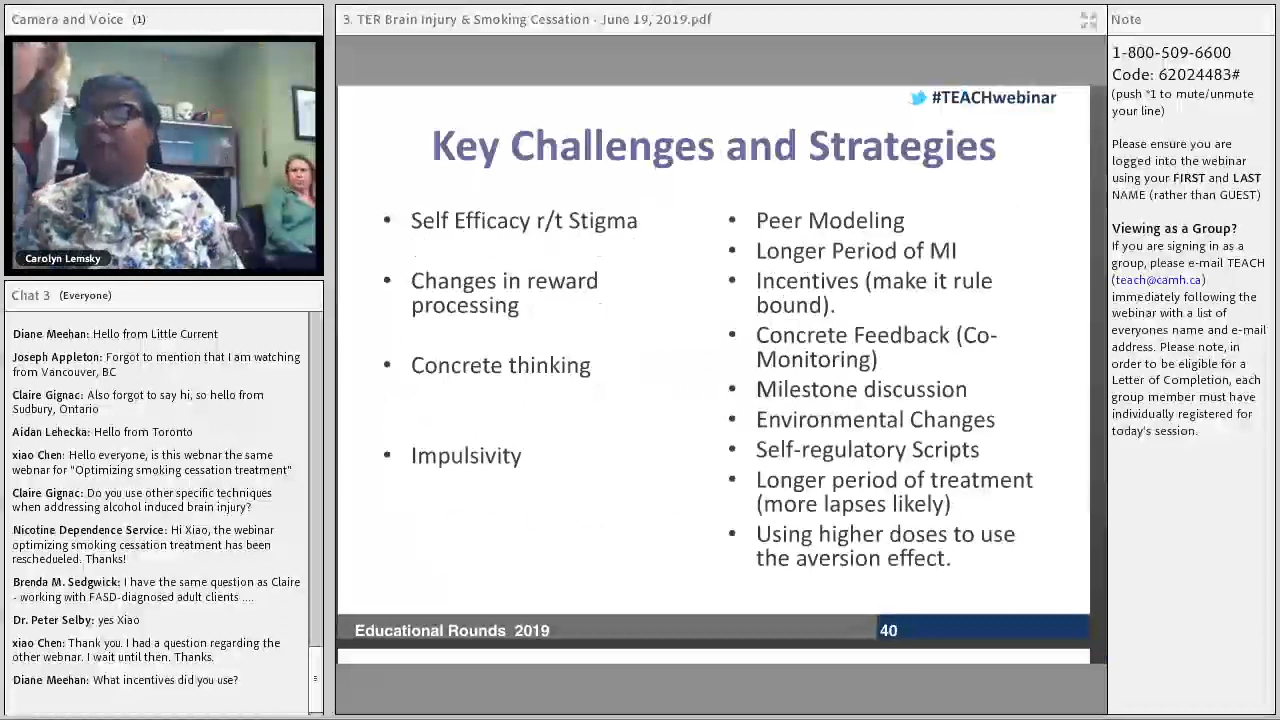 Camera and Voice (1)
Carolyn Lemsky
Chat 3 (Everyone)
Diane Meehan: Hello from Little Current
Joseph Appleton: Forgot to mention that I am watching
from Vancouver, BC
Claire Gignac: Also forgot to say hi, so hello from
Sudbury, Ontario
Aidan Lehecka: Hello from Toronto
xiao Chen: Hello everyone, is this webinar the same
webinar for "Optimizing smoking cessation treatment"
Claire Gignac: Do you use other specific techniques
when addressing alcohol induced brain injury?
Nicotine Dependence Service: Hi Xiao, the webinar
optimizing smoking cessation treatment has been
reschedueled. Thanks!
Brenda M. Sedgwick: I have the same question as Claire
- working with FASD-diagnosed adult clients ....
Dr. Peter Selby: yes Xiao
xiao Chen: Thank you. I had a question regarding the
other webnar. I wait until then. Thanks.
Diane Meehan: What incentives did you use?
3. TER Brain Injury & Smoking Cessation - June 19, 2019.pdf
#TEACHwebinar
Key Challenges and Strategies
• Self Efficacy r/t Stigma
• Changes in reward
processing
• Concrete thinking
• Impulsivity
• Peer Modeling
• Longer Period of MI
• Incentives (make it rule
bound).
• Concrete Feedback (Co-
Monitoring)
• Milestone discussion
• Environmental Changes
• Self-regulatory Scripts
• Longer period of treatment
(more lapses likely)
• Using higher doses to use
the aversion effect.
Educational Rounds 2019
40
Note
1-800-509-6600
Code: 62024483#
(push *1 to mute/unmute
your line)
Please ensure you are
logged into the webinar
using your FIRST and LAST
NAME (rather than GUEST)
Viewing as a Group?
If you are signing in as a
group, please e-mail TEACH
(teach@camh.ca)
immediately following the
webinar with a list of
everyones name and e-mail
address. Please note, in
order to be eligible for a
Letter of Completion, each
group member must have
individually registered for
today's session.